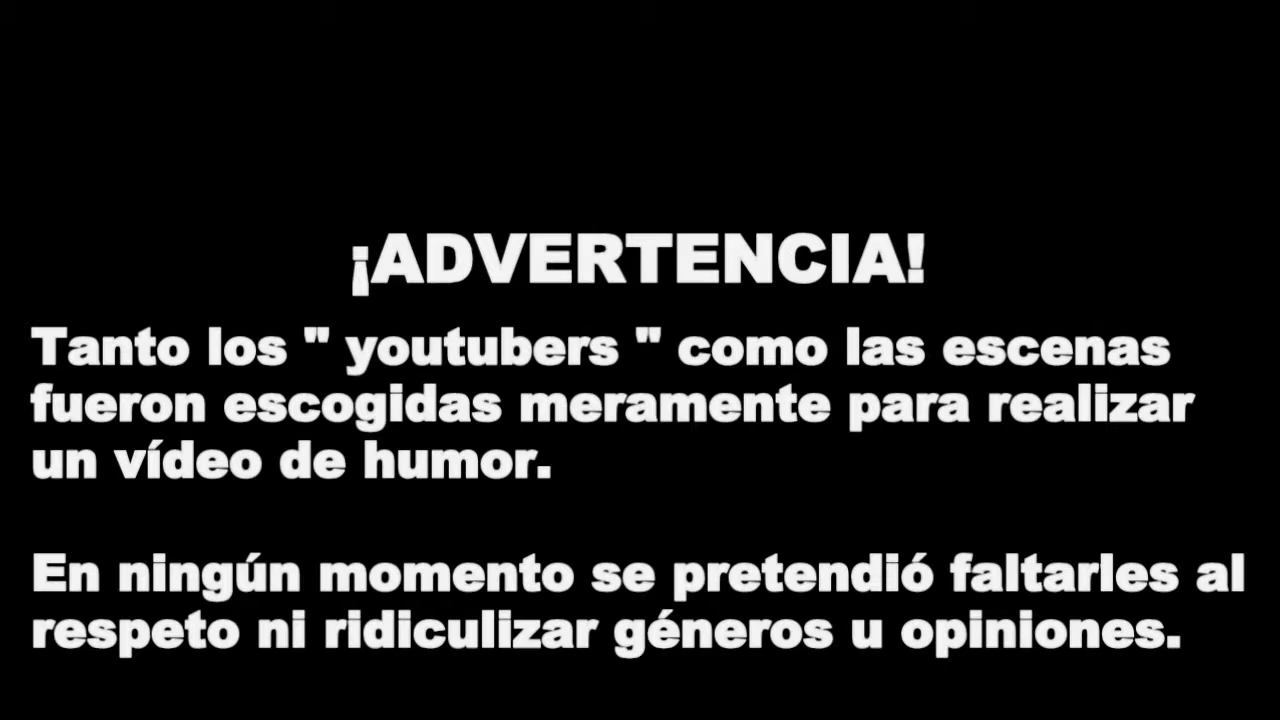 ¡ADVERTENCIA!
Tanto los " youtubers " como las escenas
fueron escogidas meramente para realizar
un vídeo de humor.
En ningún momento se pretendió faltarles al
respeto ni ridiculizar géneros u opiniones.